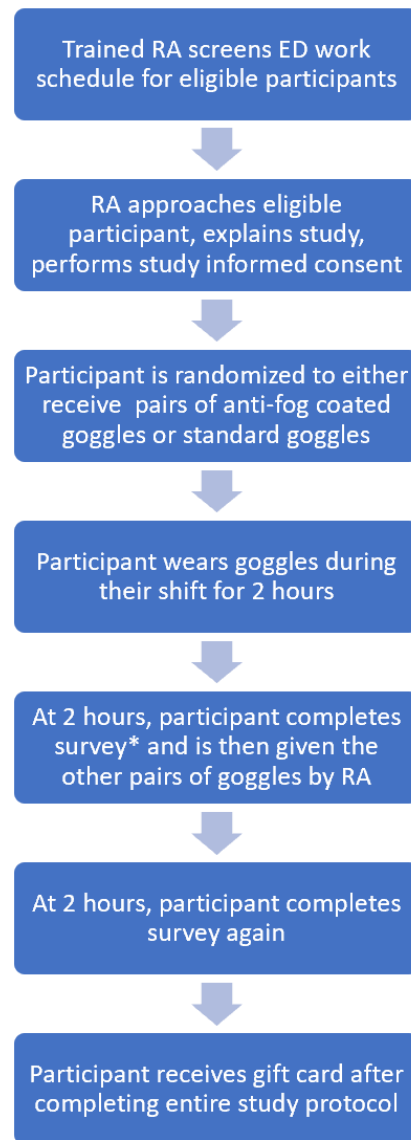 Trained RA screens ED work
schedule for eligible participants
RA approaches eligible
participant, explains study,
performs study informed consent
Participant is randomized to either
receive  pairs of anti-fog coated
goggles or standard goggles
Participant wears goggles during
their shift for 2 hours
At 2 hours, participant completes
survey* and is then given the
other pairs of goggles by RA
At 2 hours, participant completes
survey again
Participant receives gift card after
completing entire study protocol